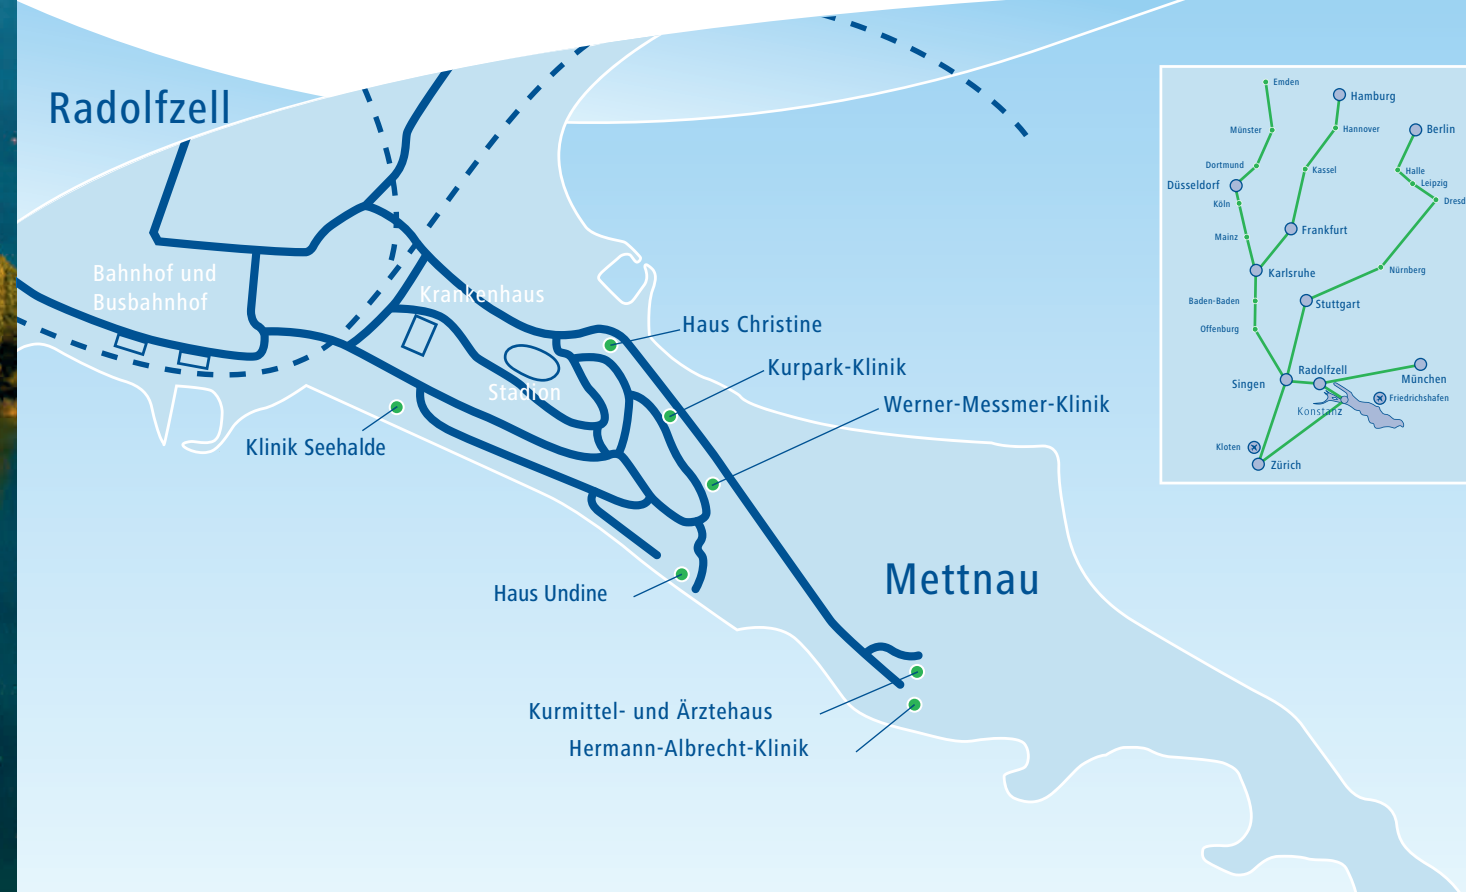 Radolfzell
Bahnhof und
Busbahnhof
Krankenhaus
Stadion
Haus Christine
Kurpark-Klinik
Werner-Messmer-Klinik
Klinik Seehalde
Haus Undine
Mettnau
Kurmittel- und Ärztehaus
Hermann-Albrecht-Klinik
Emden
Hamburg
Münster
Hannover
Berlin
Dortmund
Kassel
Halle
Düsseldorf
Leipzig
Köln
Dresd
Mainz
Frankfurt
Karlsruhe
Nürnberg
Baden-Baden
Stuttgart
Offenburg
Radolfzell
Singen
München
Friedrichshafen
Konstanz
Kloten
Zürich